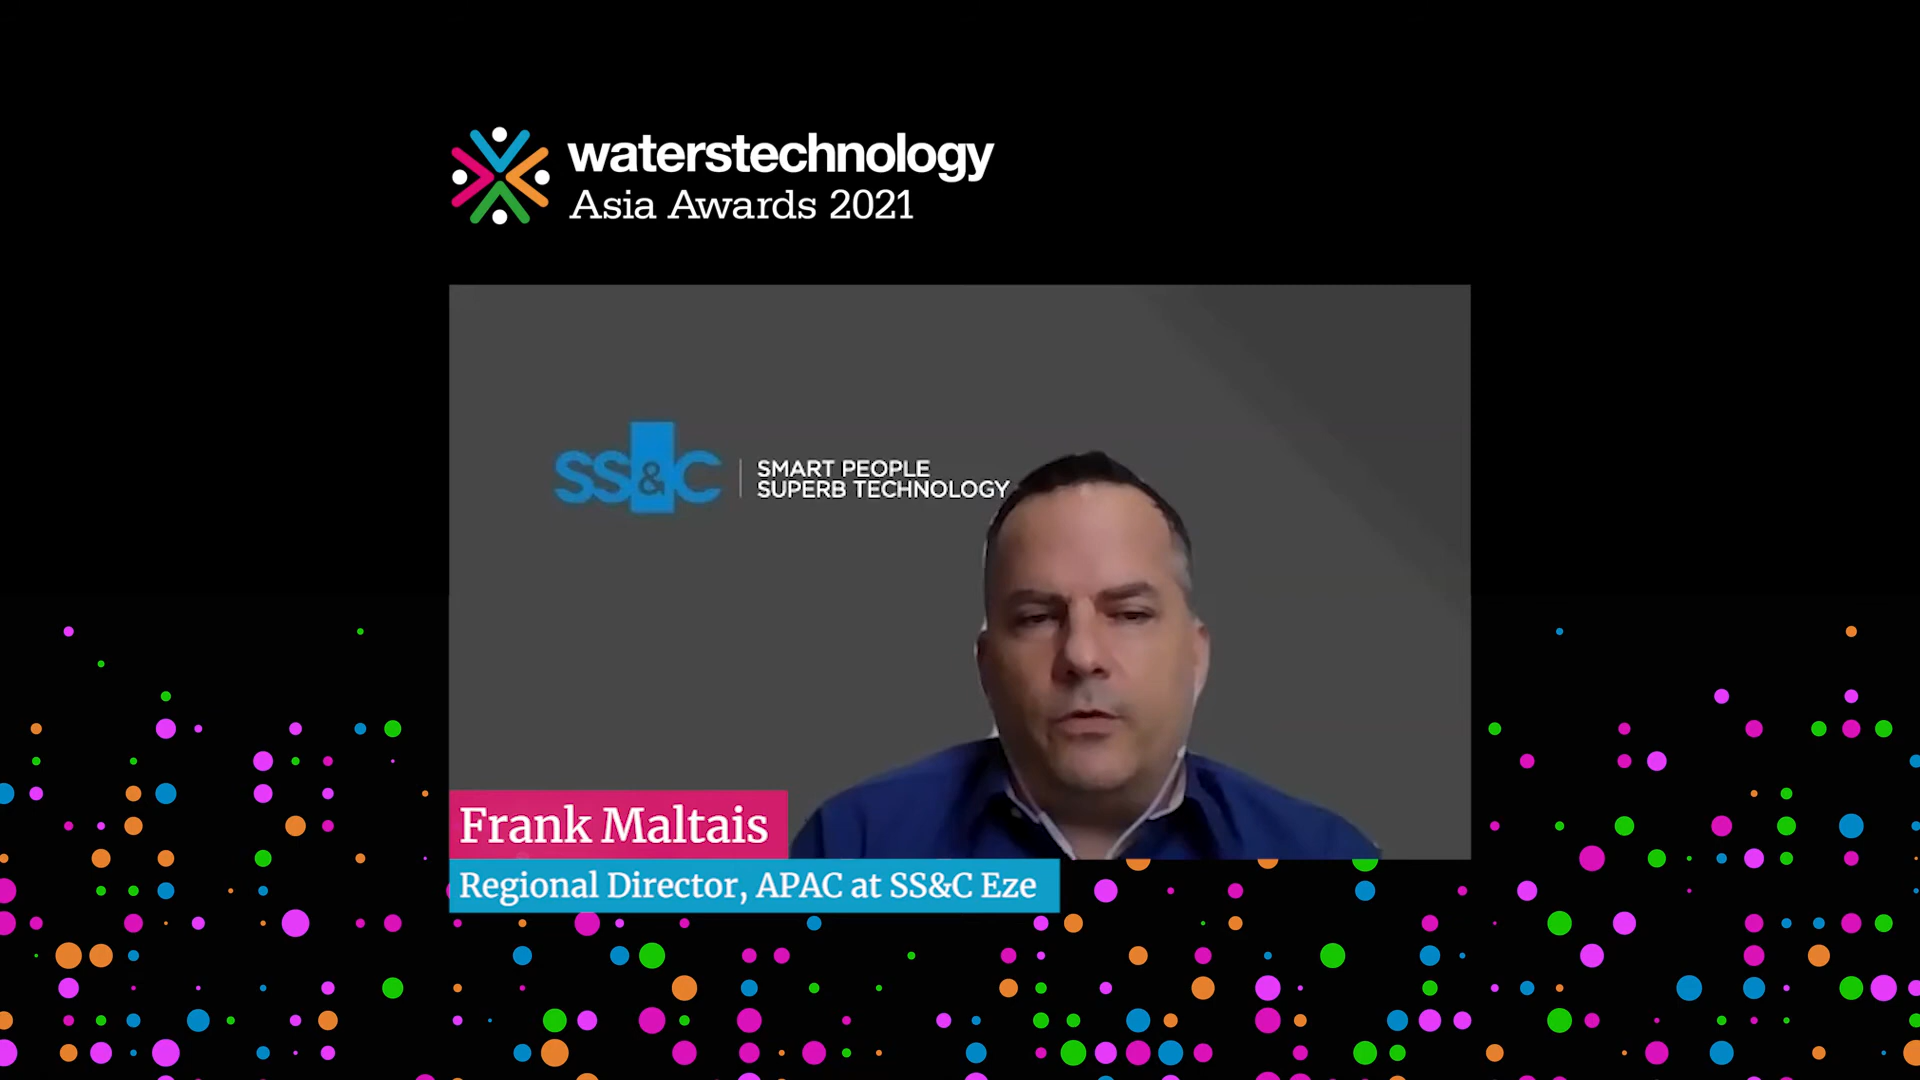 waterstechnology
Asia Awards 2021
SS&C
SMART PEOPLE
SUPERB TECHNOLOGY
Frank Maltais
Regional Director, APAC at SS&C Eze